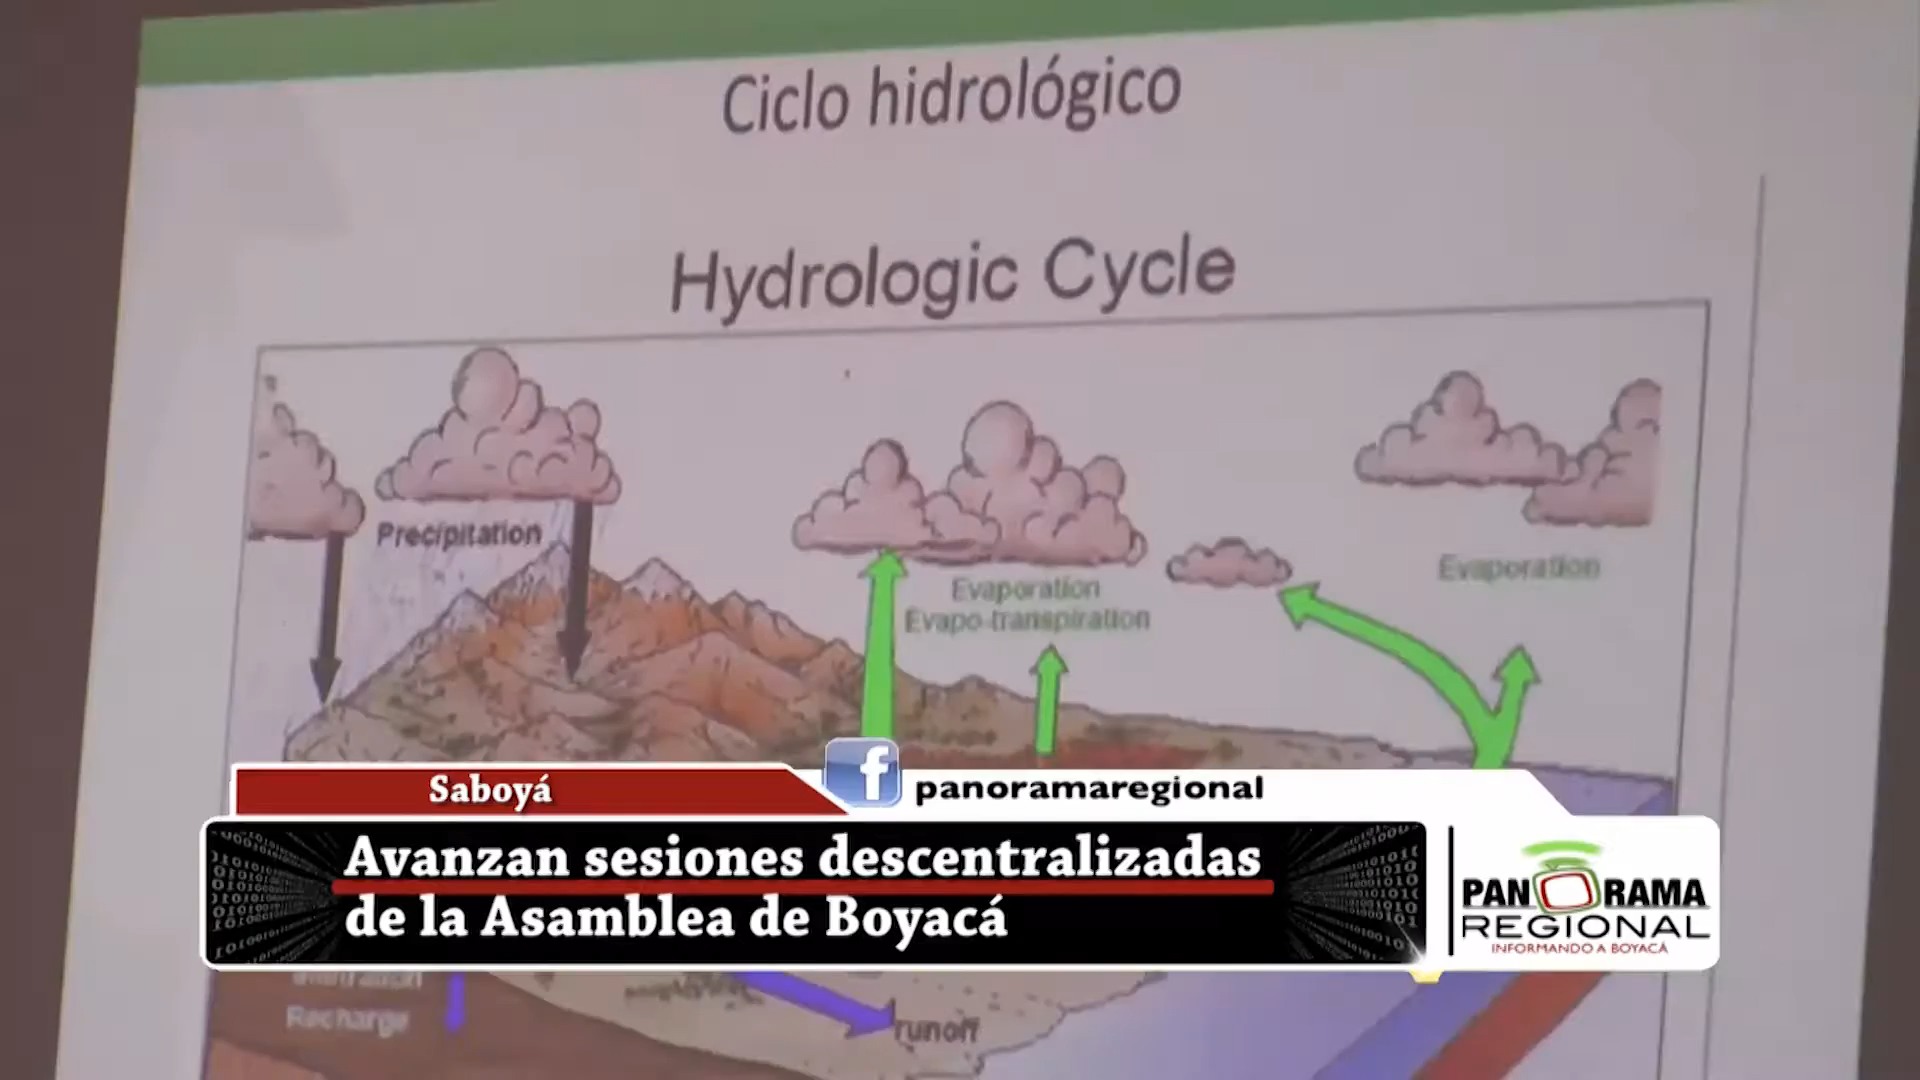 Ciclo hidrológico
Hydrologic Cycle
Precipitation
Evaporation
Evapo-transpiration
Evaporation
Saboyá
panoramaregional
Avanzan sesiones descentralizadas
de la Asamblea de Boyacá
PANORAMA
REGIONAL
INFORMANDO A BOYACÁ
Recharge
runoff